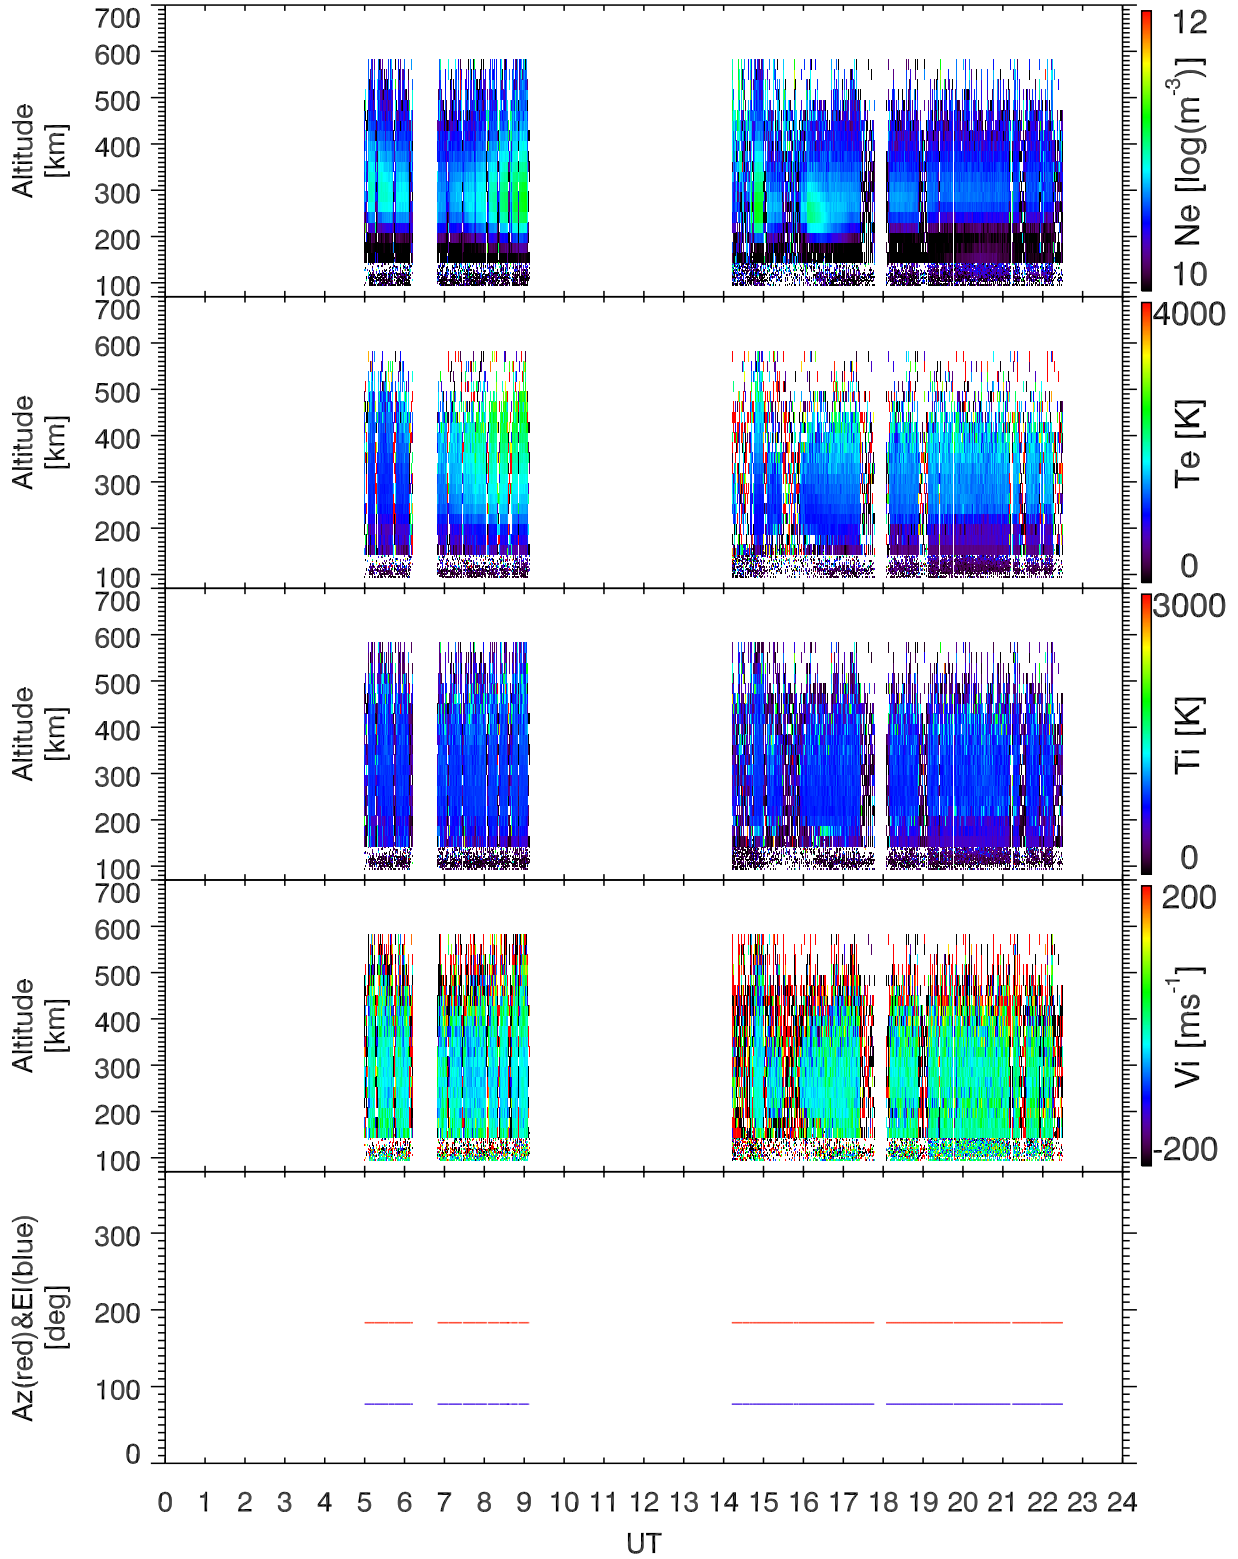 700
600
500
400
300
200
100
Altitude
[km]
12
Ne [log(m⁻³)]
10
700
600
500
400
300
200
100
Altitude
[km]
4000
Te [K]
0
700
600
500
400
300
200
100
Altitude
[km]
3000
Ti [K]
0
700
600
500
400
300
200
100
Altitude
[km]
200
Vi [ms⁻¹]
-200
300
200
100
0
Az(red)&El(blue)
[deg]
0 1 2 3 4 5 6 7 8 9 10 11 12 13 14 15 16 17 18 19 20 21 22 23 24
UT